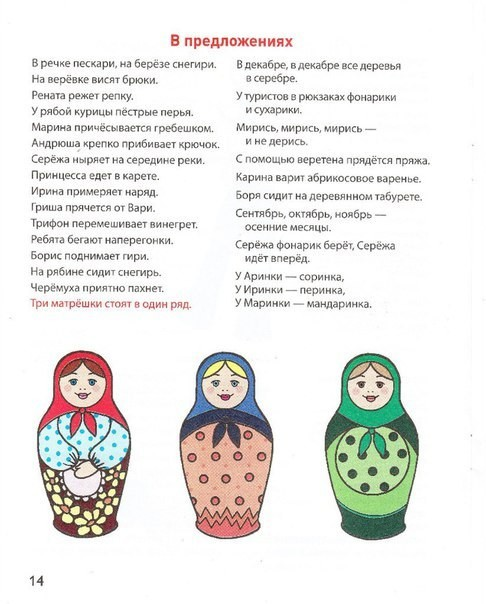 В предложениях
В речке пескари, на берёзе снегири.
На верёвке висят брюки.
Рената режет репку.
У рябой курицы пёстрые перья.
Марина причёсывается гребешком.
Андрюша крепко прибивает крючок.
Серёжа ныряет на середине реки.
Принцесса едет в карете.
Ирина примеряет наряд.
Гриша прячется от Вари.
Трифон перемешивает винегрет.
Ребята бегают наперегонки.
Борис поднимает гири.
На рябине сидит снегирь.
Черёмуха приятно пахнет.
Три матрёшки стоят в один ряд.
В декабре, в декабре все деревья
в серебре.
У туристов в рюкзаках фонарики
и сухарики.
Мирись, мирись, мирись —
и не дерись.
С помощью веретена прядётся пряжа.
Карина варит абрикосовое варенье.
Боря сидит на деревянном табурете.
Сентябрь, октябрь, ноябрь —
осенние месяцы.
Серёжа фонарик берёт, Серёжа
идёт вперёд.
У Аринки — соринка,
У Иринки — перинка,
У Маринки — мандаринка.
14